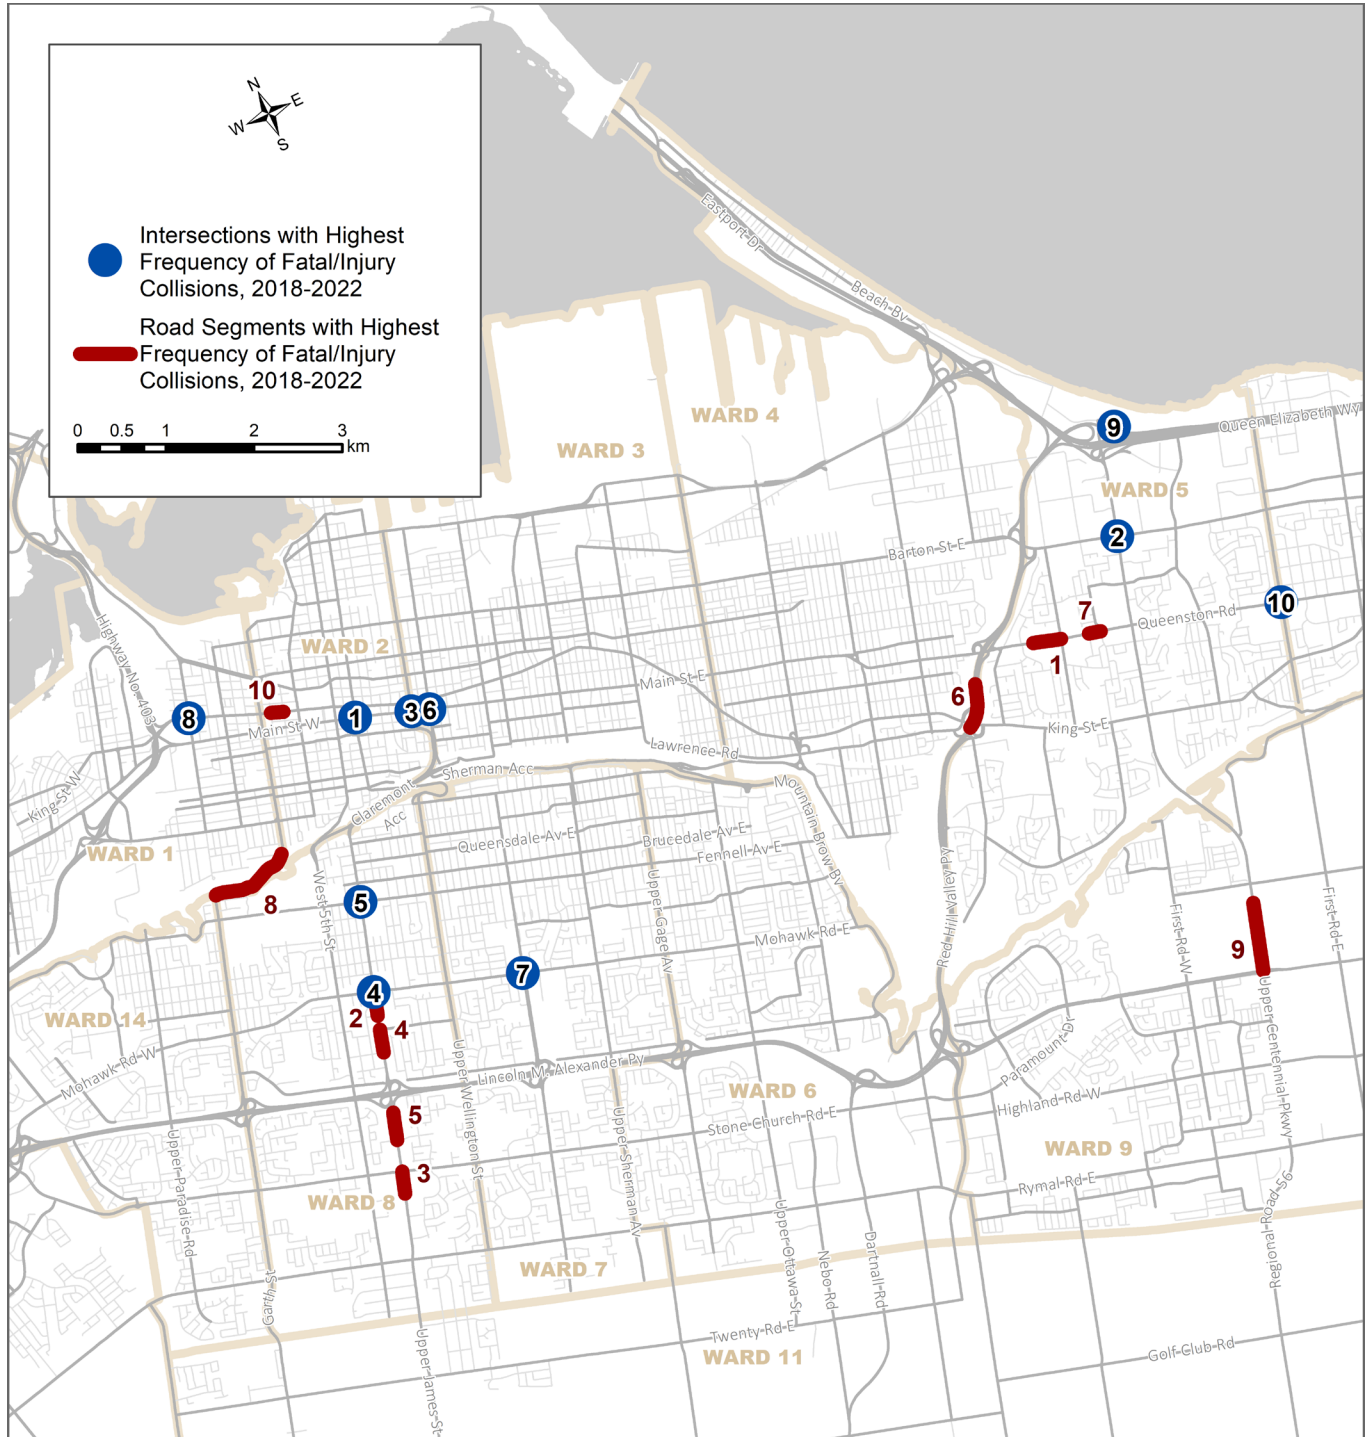 N
E
W
S
Intersections with Highest
Frequency of Fatal/Injury
Collisions, 2018-2022
Road Segments with Highest
Frequency of Fatal/Injury
Collisions, 2018-2022
0 0.5 1 2 3
km
Eastport Dr
Beach Bv
WARD 4
WARD 3
9
Queen Elizabeth Wy
WARD 5
2
Barton St E
10
7
Queenston Rd
1
Highway No. 403
WARD 2
10
Main St E
6
8
Main St W
1
3
6
King St E
Lawrence Rd
Sherman Acc
King St W
Claremont
Acc
Mountain Brow Bv
Queensdale Av E
Brucedale Av E
Fennell Av E
WARD 1
8
West 5th St
5
Upper Gage Av
Red Hill Valley Py
First Rd W
First Rd E
9
Mohawk Rd E
7
4
2
4
WARD 14
Mohawk Rd W
Upper Wellington St
Lincoln M. Alexander Py
Upper Centennial Pkwy
Paramount Dr
WARD 6
Highland Rd W
5
Stone Church Rd E
Upper Paradise Rd
Upper Sherman Av
WARD 9
3
WARD 8
Rymal Rd E
Regional Road 56
Upper Ottawa St
Nebo Rd
Dartnall Rd
WARD 7
Garth St
Upper James St
Twenty Rd E
WARD 11
Golf Club Rd